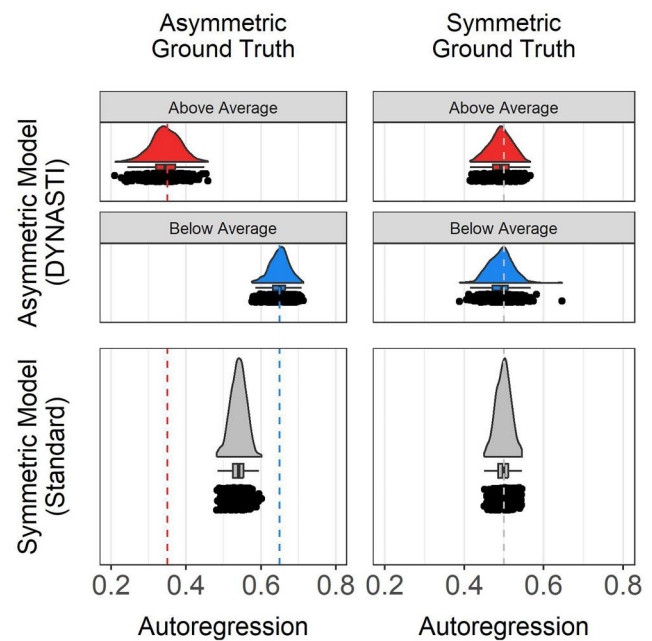 Asymmetric
Ground Truth
Symmetric
Ground Truth
Asymmetric Model
(DYNASTI)
Above Average
Above Average
Below Average
Below Average
Symmetric Model
(Standard)
0.2 0.4 0.6 0.8
0.2 0.4 0.6 0.8
Autoregression
Autoregression